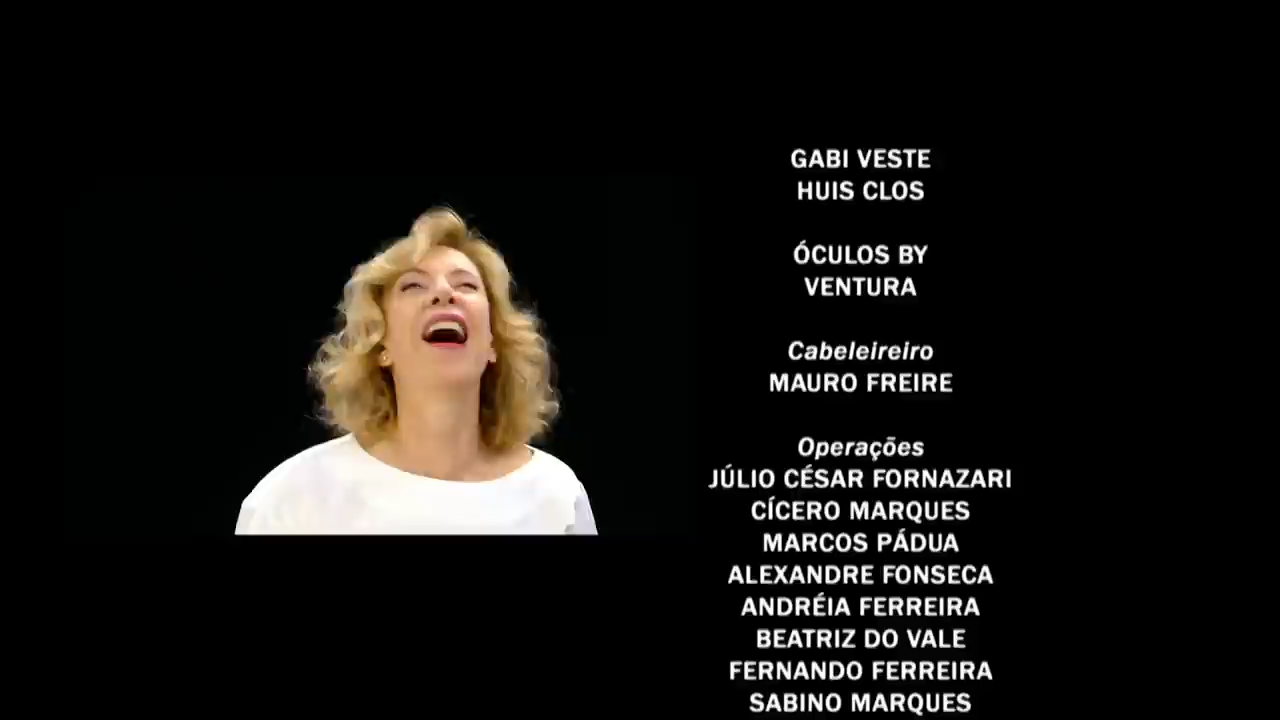 GABI VESTE
HUIS CLOS
ÓCULOS BY
VENTURA
Cabeleireiro
MAURO FREIRE
Operações
JÚLIO CÉSAR FORNAZARI
CÍCERO MARQUES
MARCOS PÁDUA
ALEXANDRE FONSECA
ANDRÉIA FERREIRA
BEATRIZ DO VALE
FERNANDO FERREIRA
SABINO MARQUES